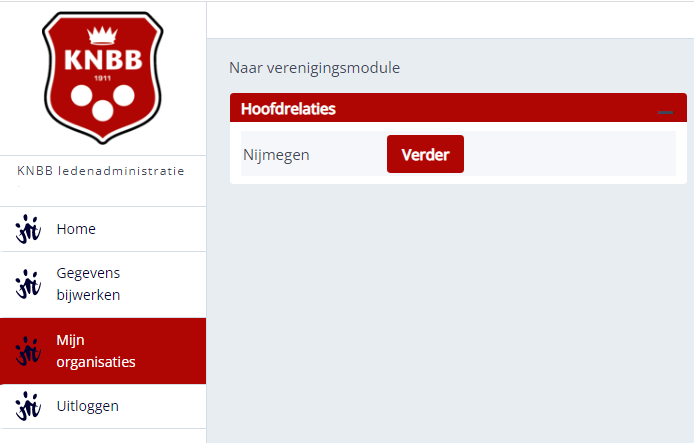 KNBB
1911
KNBB ledenadministratie
Home
Gegevens
bijwerken
Mijn
organisaties
Uitloggen
Naar verenigingsmodule
Hoofdrelaties
Nijmegen Verder